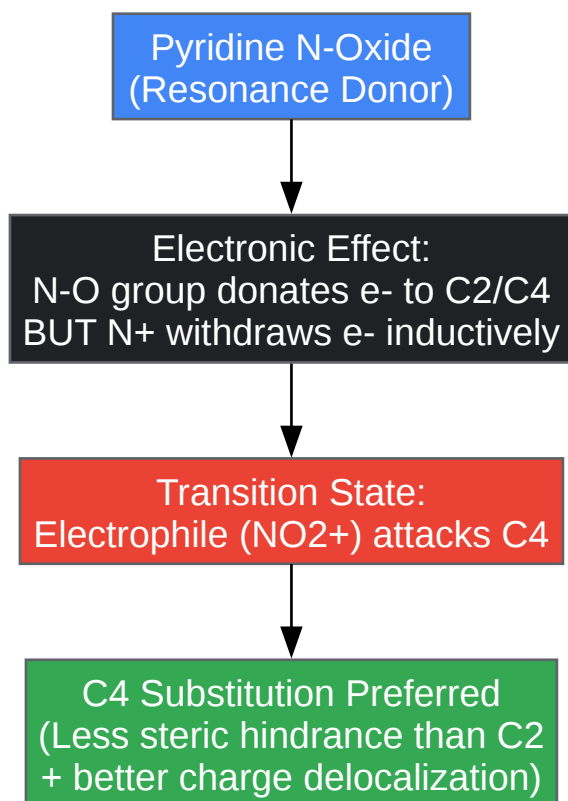 Pyridine N-Oxide
(Resonance Donor)
Electronic Effect:
N-O group donates e- to C2/C4
BUT N+ withdraws e- inductively
Transition State:
Electrophile (NO2+) attacks C4
C4 Substitution Preferred
(Less steric hindrance than C2
+ better charge delocalization)